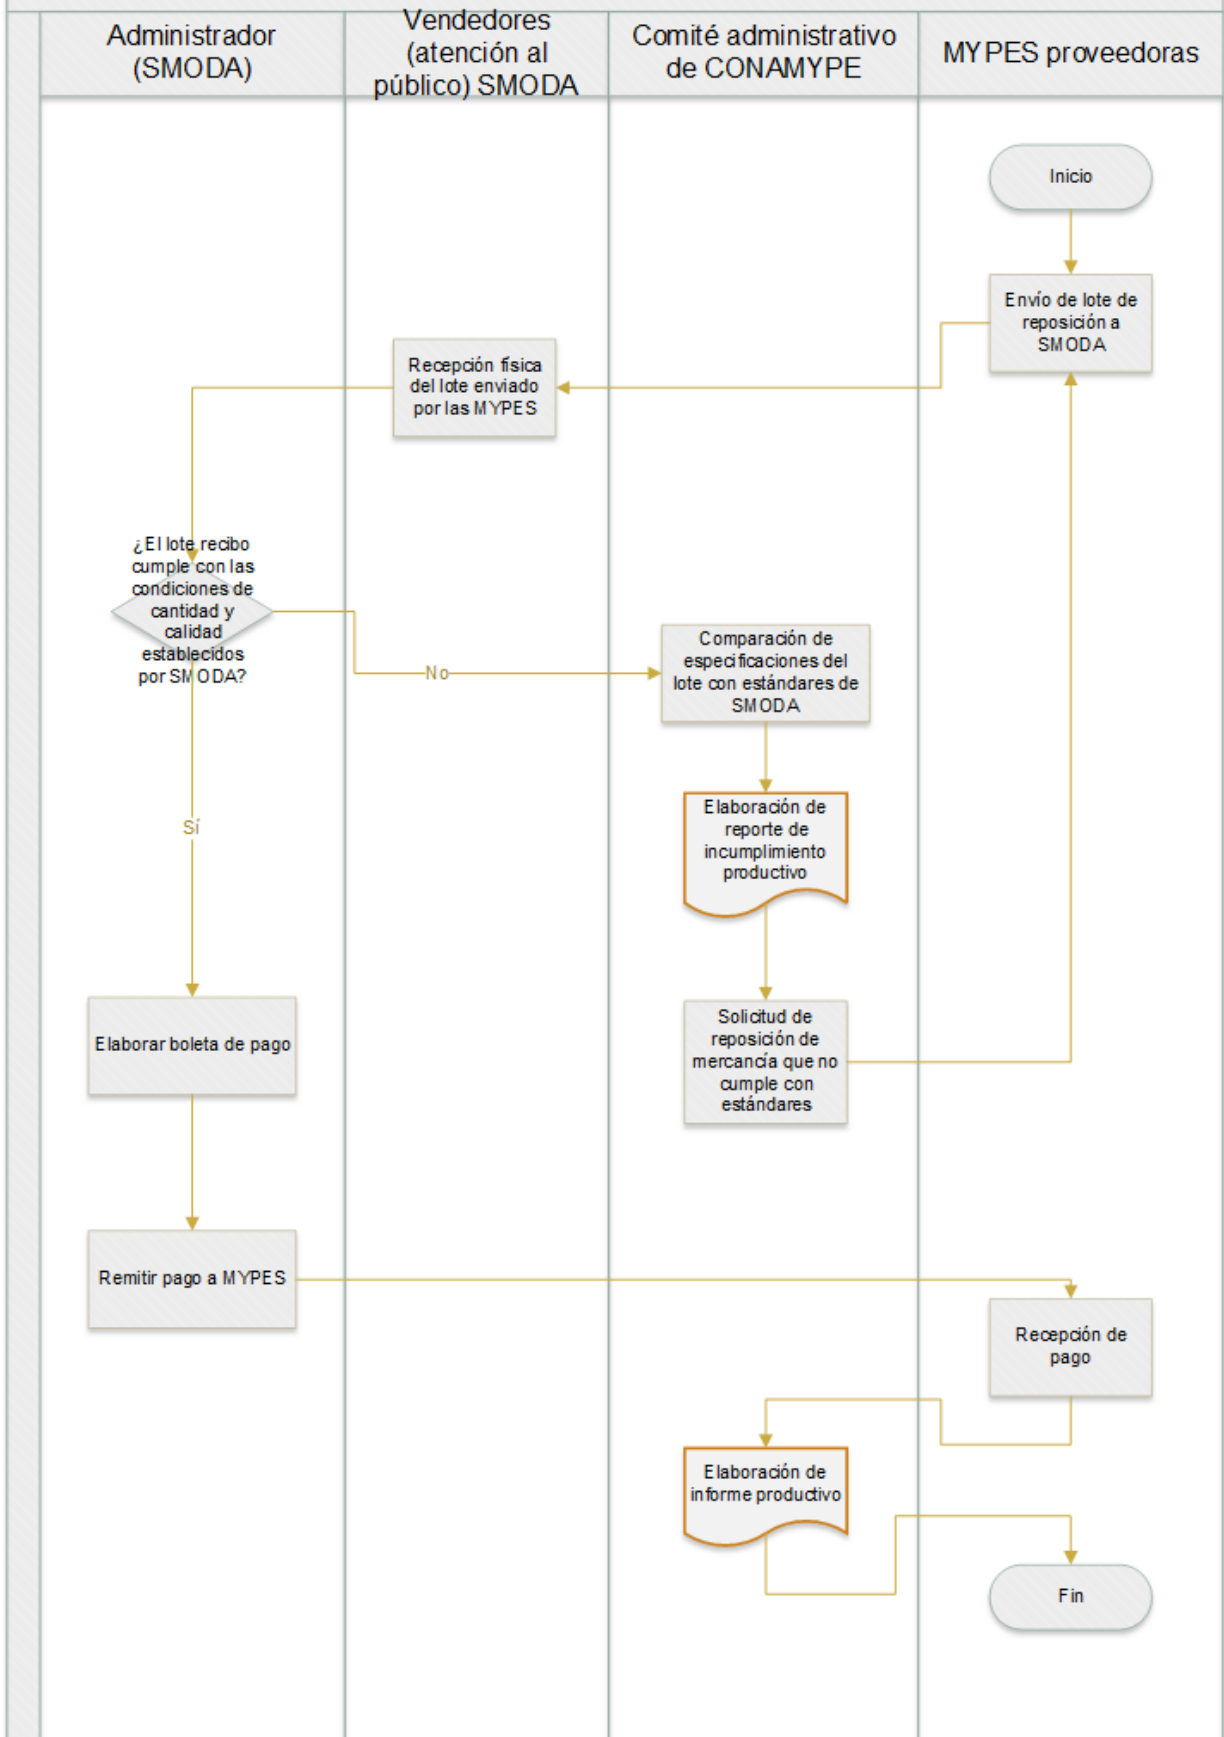 Administrador
(SMODA)
Vendedores
(atención al
público) SMODA
Comité administrativo
de CONAMYPE
MYPES proveedoras
Inicio
Envío de lote de
reposición a
SMODA
Recepción física
del lote enviado
por las MYPES
¿El lote recibo
cumple con las
condiciones de
cantidad y
calidad
establecidos
por SMODA?
No
Comparación de
especificaciones del
lote con estándares de
SMODA
Elaboración de
reporte de
incumplimiento
productivo
Sí
Solicitud de
reposición de
mercancía que no
cumple con
estándares
Elaborar boleta de pago
Remitir pago a MYPES
Recepción de
pago
Elaboración de
informe productivo
Fin